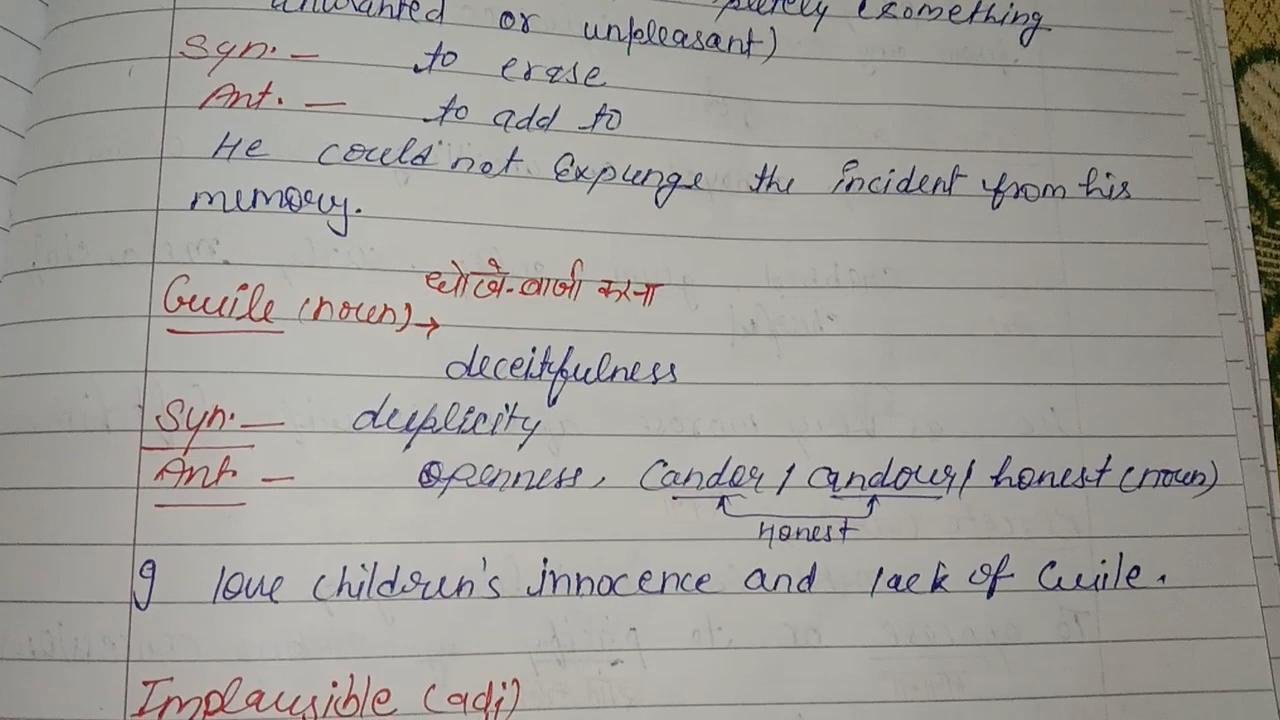 unwanted or unpleasant) (something
Syn. - to erase
Ant. - to add to
He could not Expunge the incident from his
memory.
Guile (noun) → धोखे-बाजी करना
deceitfulness
Syn. - duplicity
Ant. - Openness, Candor / candour / honest (noun)
Honest
I love children's innocence and lack of Guile.
Implausible (adj)